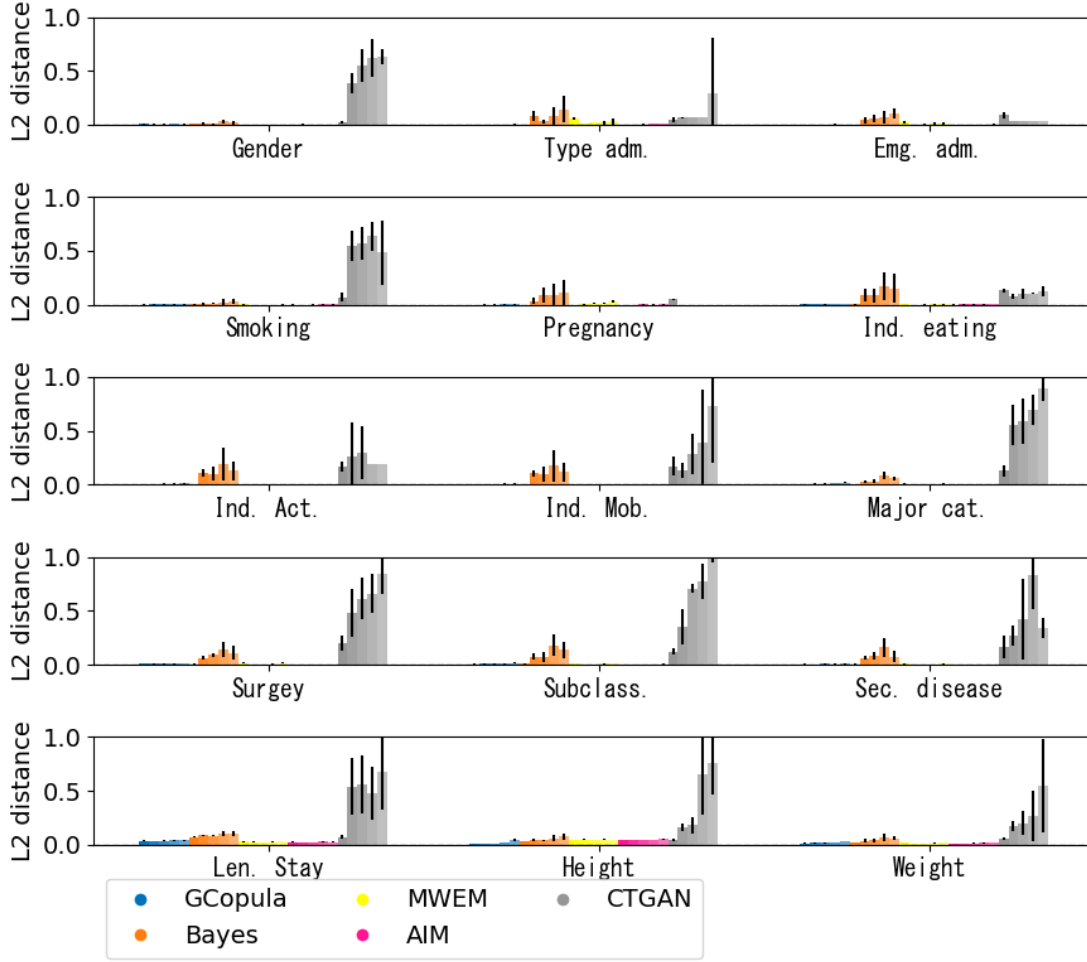 1.0
0.5
0.0
L2 distance
Gender Type adm. Emg. adm.
1.0
0.5
0.0
L2 distance
Smoking Pregnancy Ind. eating
1.0
0.5
0.0
L2 distance
Ind. Act. Ind. Mob. Major cat.
1.0
0.5
0.0
L2 distance
Surgey Subclass. Sec. disease
1.0
0.5
0.0
L2 distance
Len. Stay Height Weight
GCopula MWEM CTGAN
Bayes AIM